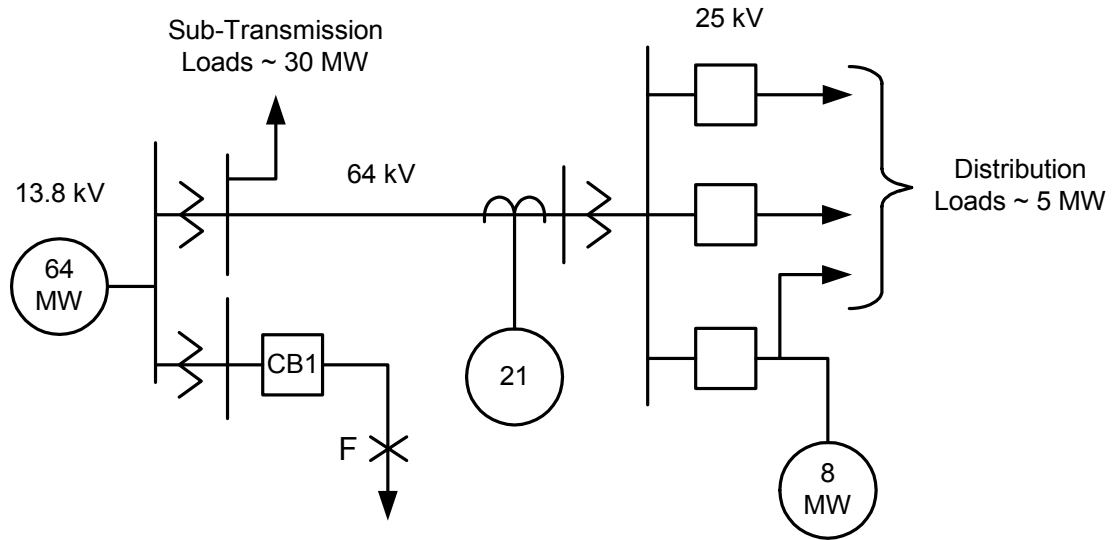 Sub-Transmission
Loads ~ 30 MW
25 kV
13.8 kV
64 kV
Distribution
Loads ~ 5 MW
64
MW
CB1
21
F
8
MW